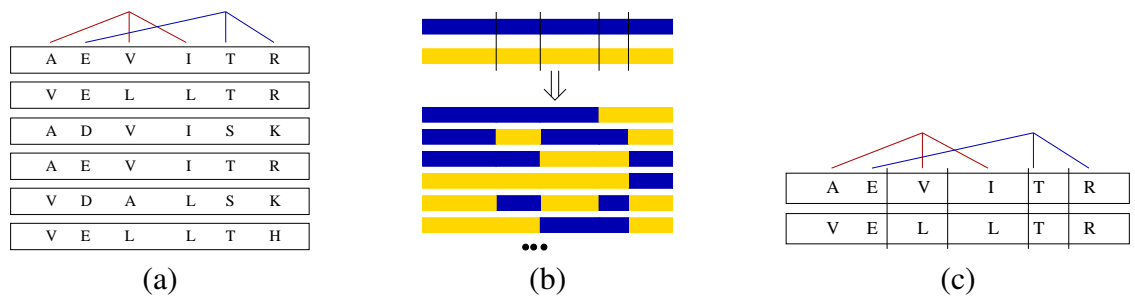 A E V I T R
V E L L T R
A D V I S K
A E V I T R
V D A L S K
V E L L T H
(a)
(b)
A E V I T R
V E L L T R
(c)